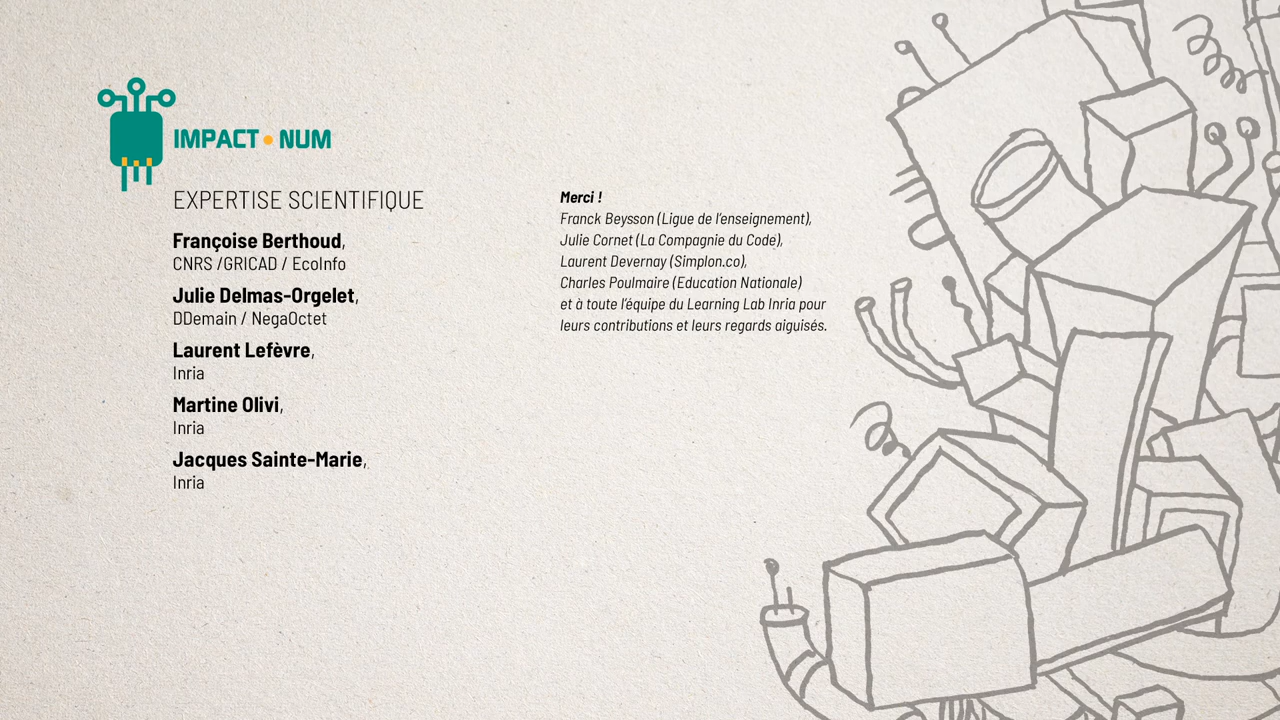 IMPACT • NUM
EXPERTISE SCIENTIFIQUE
Françoise Berthoud,
CNRS /GRICAD / EcoInfo
Julie Delmas-Orgelet,
DDemain / NegaOctet
Laurent Lefèvre,
Inria
Martine Olivi,
Inria
Jacques Sainte-Marie,
Inria
Merci !
Franck Beysson (Ligue de l'enseignement),
Julie Cornet (La Compagnie du Code),
Laurent Devernay (Simplon.co),
Charles Poulmaire (Education Nationale)
et à toute l'équipe du Learning Lab Inria pour
leurs contributions et leurs regards aiguisés.